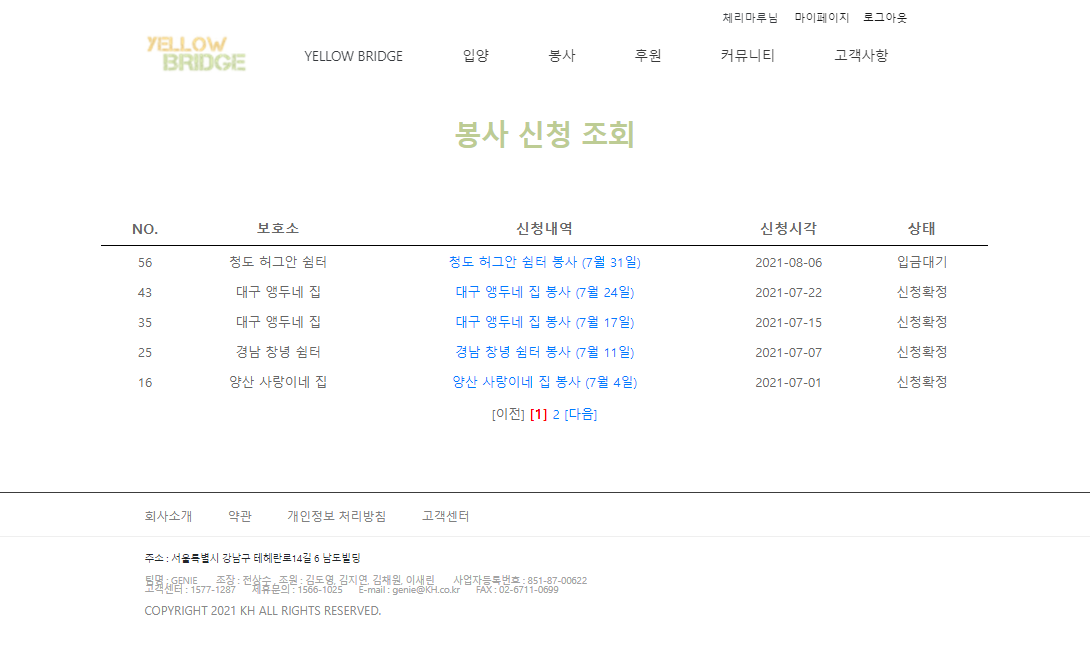 체리마루님 마이페이지 로그아웃
YELLOW BRIDGE
YELLOW BRIDGE 입양 봉사 후원 커뮤니티 고객사항
봉사 신청 조회
NO. 보호소 신청내역 신청시각 상태
56 청도 허그안 쉼터 청도 허그안 쉼터 봉사 (7월 31일) 2021-08-06 입금대기
43 대구 앵두네 집 대구 앵두네 집 봉사 (7월 24일) 2021-07-22 신청확정
35 대구 앵두네 집 대구 앵두네 집 봉사 (7월 17일) 2021-07-15 신청확정
25 경남 창녕 쉼터 경남 창녕 쉼터 봉사 (7월 11일) 2021-07-07 신청확정
16 양산 사랑이네 집 양산 사랑이네 집 봉사 (7월 4일) 2021-07-01 신청확정
[이전] [1] 2 [다음]
회사소개 약관 개인정보 처리방침 고객센터
주소 : 서울특별시 강남구 테헤란로14길 6 남도빌딩
팀명 : GENIE 조장 : 전상수 , 조원 : 김도영, 김지연, 김채원, 이새린 사업자등록번호 : 851-87-00622
고객센터 : 1577-1287 제휴문의 : 1566-1025 E-mail : genie@KH.co.kr FAX : 02-6711-0699
COPYRIGHT 2021 KH ALL RIGHTS RESERVED.